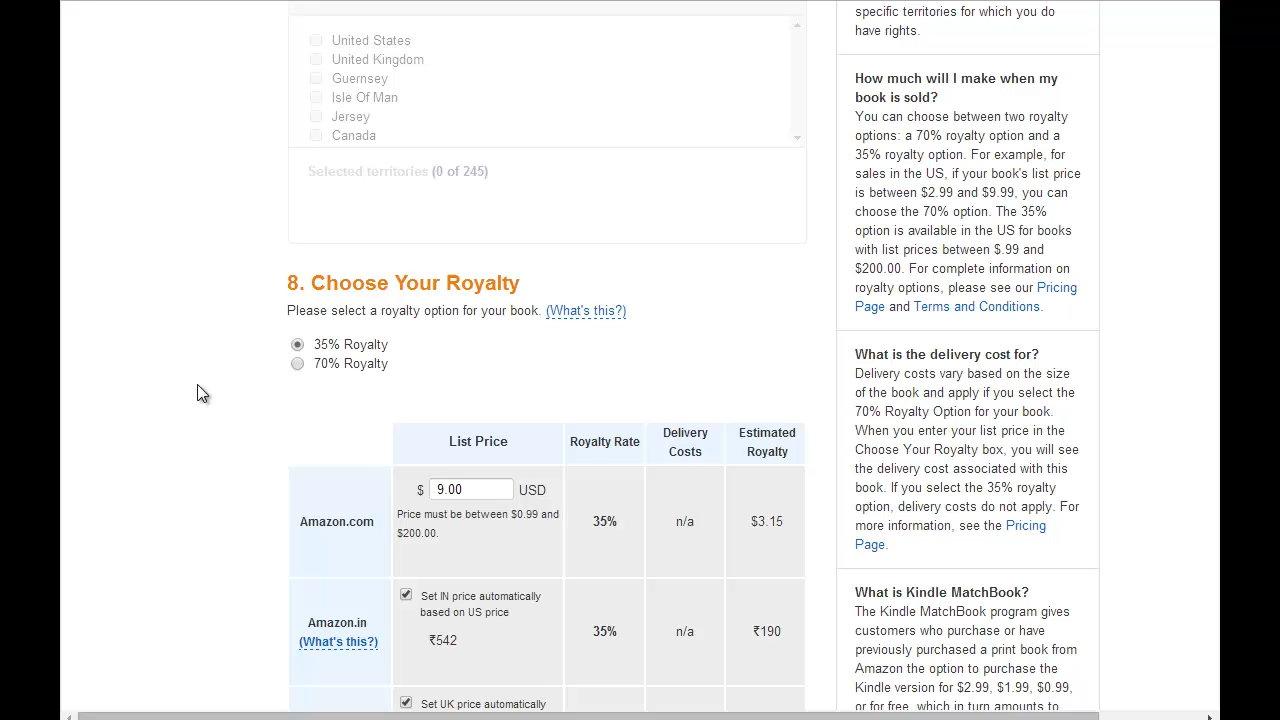 United States
United Kingdom
Guernsey
Isle Of Man
Jersey
Canada
Selected territories (0 of 245)
8. Choose Your Royalty
Please select a royalty option for your book. (What's this?)
35% Royalty
70% Royalty
List Price
Royalty Rate
Delivery
Costs
Estimated
Royalty
Amazon.com
$ 9.00 USD
Price must be between $0.99 and
$200.00.
35%
n/a
$3.15
Amazon.in
(What's this?)
Set IN price automatically
based on US price
₹542
35%
n/a
₹190
Set UK price automatically
specific territories for which you do
have rights.
How much will I make when my
book is sold?
You can choose between two royalty
options: a 70% royalty option and a
35% royalty option. For example, for
sales in the US, if your book's list price
is between $2.99 and $9.99, you can
choose the 70% option. The 35%
option is available in the US for books
with list prices between $.99 and
$200.00. For complete information on
royalty options, please see our Pricing
Page and Terms and Conditions.
What is the delivery cost for?
Delivery costs vary based on the size
of the book and apply if you select the
70% Royalty Option for your book.
When you enter your list price in the
Choose Your Royalty box, you will see
the delivery cost associated with this
book. If you select the 35% royalty
option, delivery costs do not apply. For
more information, see the Pricing
Page.
What is Kindle MatchBook?
The Kindle MatchBook program gives
customers who purchase or have
previously purchased a print book from
Amazon the option to purchase the
Kindle version for $2.99, $1.99, $0.99,
or for free, which in turn amounts to